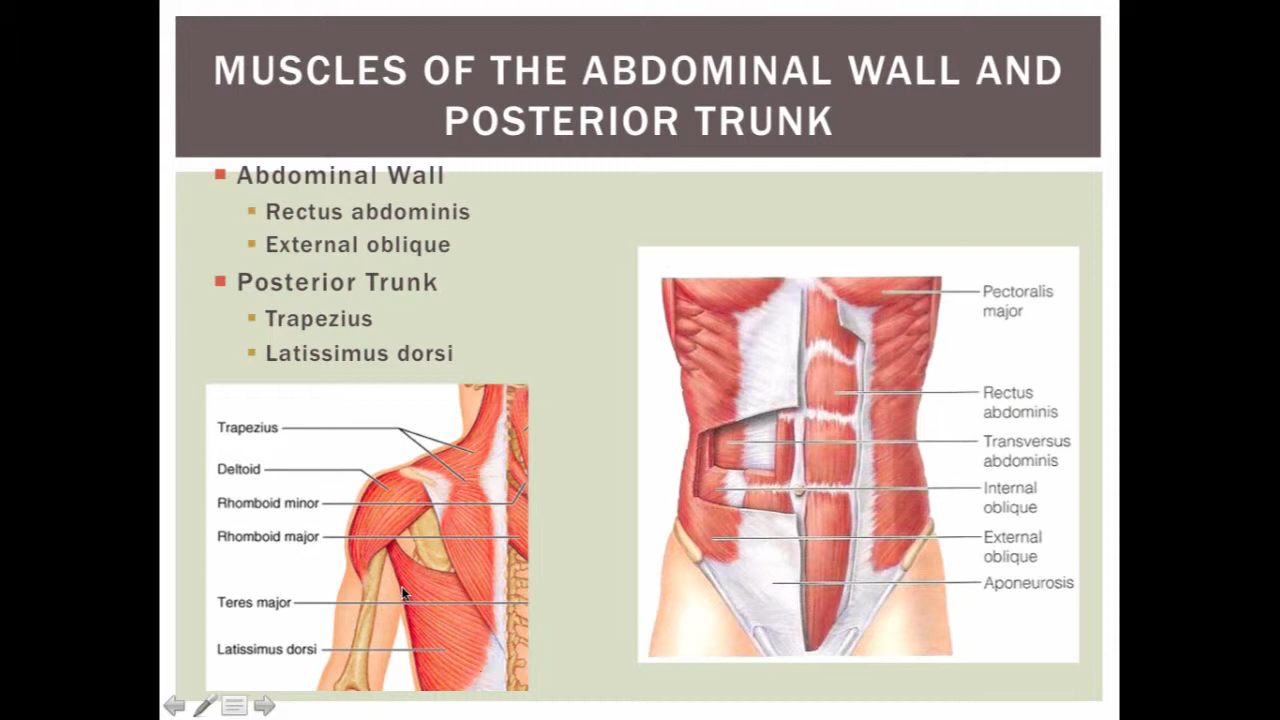 MUSCLES OF THE ABDOMINAL WALL AND
POSTERIOR TRUNK
Abdominal Wall
Rectus abdominis
External oblique
Posterior Trunk
Trapezius
Latissimus dorsi
Trapezius
Deltoid
Rhomboid minor
Rhomboid major
Teres major
Latissimus dorsi
Pectoralis
major
Rectus
abdominis
Transversus
abdominis
Internal
oblique
External
oblique
Aponeurosis